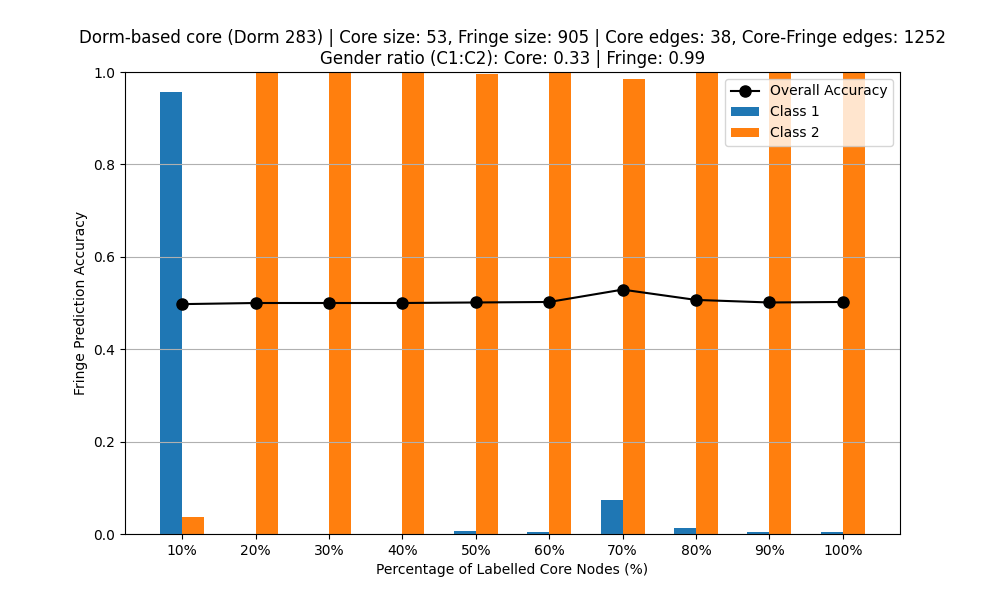 Dorm-based core (Dorm 283) | Core size: 53, Fringe size: 905 | Core edges: 38, Core-Fringe edges: 1252
Gender ratio (C1:C2): Core: 0.33 | Fringe: 0.99
Overall Accuracy
Class 1
Class 2
Fringe Prediction Accuracy
1.0
0.8
0.6
0.4
0.2
0.0
10% 20% 30% 40% 50% 60% 70% 80% 90% 100%
Percentage of Labelled Core Nodes (%)